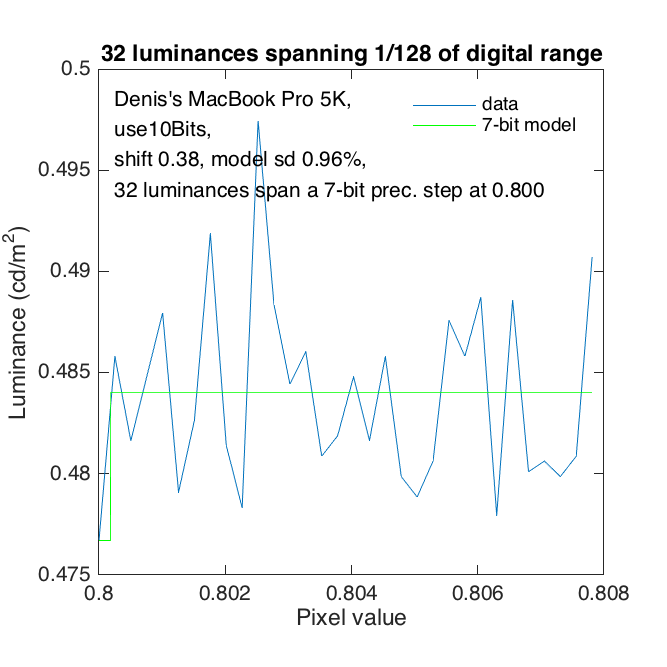 32 luminances spanning 1/128 of digital range
0.5
Denis's MacBook Pro 5K,
use10Bits,
shift 0.38, model sd 0.96%,
32 luminances span a 7-bit prec. step at 0.800
data
7-bit model
0.495
0.49
0.485
0.48
0.475
Luminance (cd/m²)
0.8
0.802
0.804
0.806
0.808
Pixel value